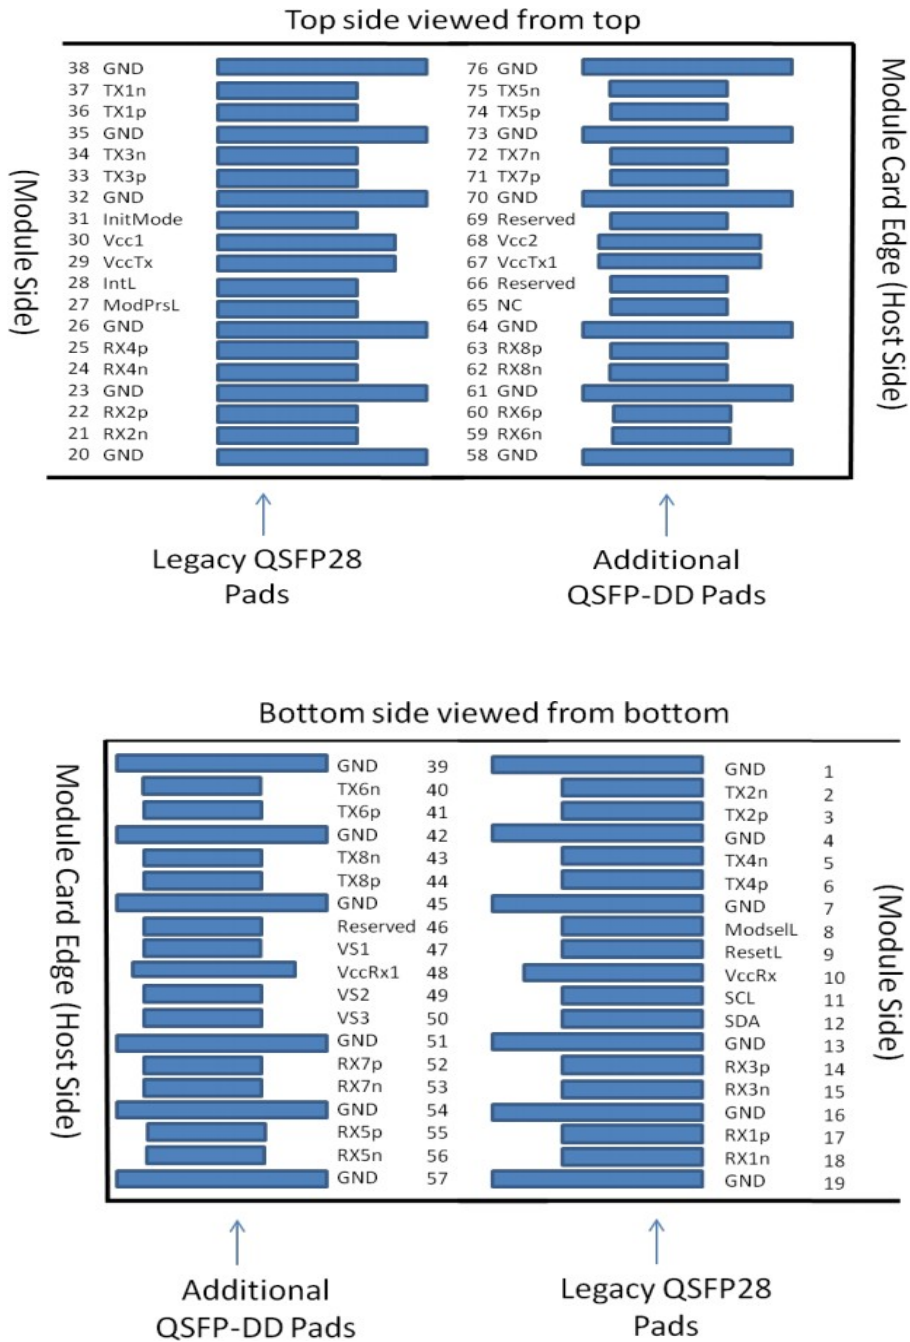 Top side viewed from top
(Module Side)
38 GND
37 TX1n
36 TX1p
35 GND
34 TX3n
33 TX3p
32 GND
31 InitMode
30 Vcc1
29 VccTx
28 IntL
27 ModPrsL
26 GND
25 RX4p
24 RX4n
23 GND
22 RX2p
21 RX2n
20 GND
76 GND
75 TX5n
74 TX5p
73 GND
72 TX7n
71 TX7p
70 GND
69 Reserved
68 Vcc2
67 VccTx1
66 Reserved
65 NC
64 GND
63 RX8p
62 RX8n
61 GND
60 RX6p
59 RX6n
58 GND
Module Card Edge (Host Side)
Legacy QSFP28
Pads
Additional
QSFP-DD Pads
Bottom side viewed from bottom
Module Card Edge (Host Side)
GND 39
TX6n 40
TX6p 41
GND 42
TX8n 43
TX8p 44
GND 45
Reserved 46
VS1 47
VccRx1 48
VS2 49
VS3 50
GND 51
RX7p 52
RX7n 53
GND 54
RX5p 55
RX5n 56
GND 57
GND 1
TX2n 2
TX2p 3
GND 4
TX4n 5
TX4p 6
GND 7
ModselL 8
ResetL 9
VccRx 10
SCL 11
SDA 12
GND 13
RX3p 14
RX3n 15
GND 16
RX1p 17
RX1n 18
GND 19
(Module Side)
Additional
QSFP-DD Pads
Legacy QSFP28
Pads